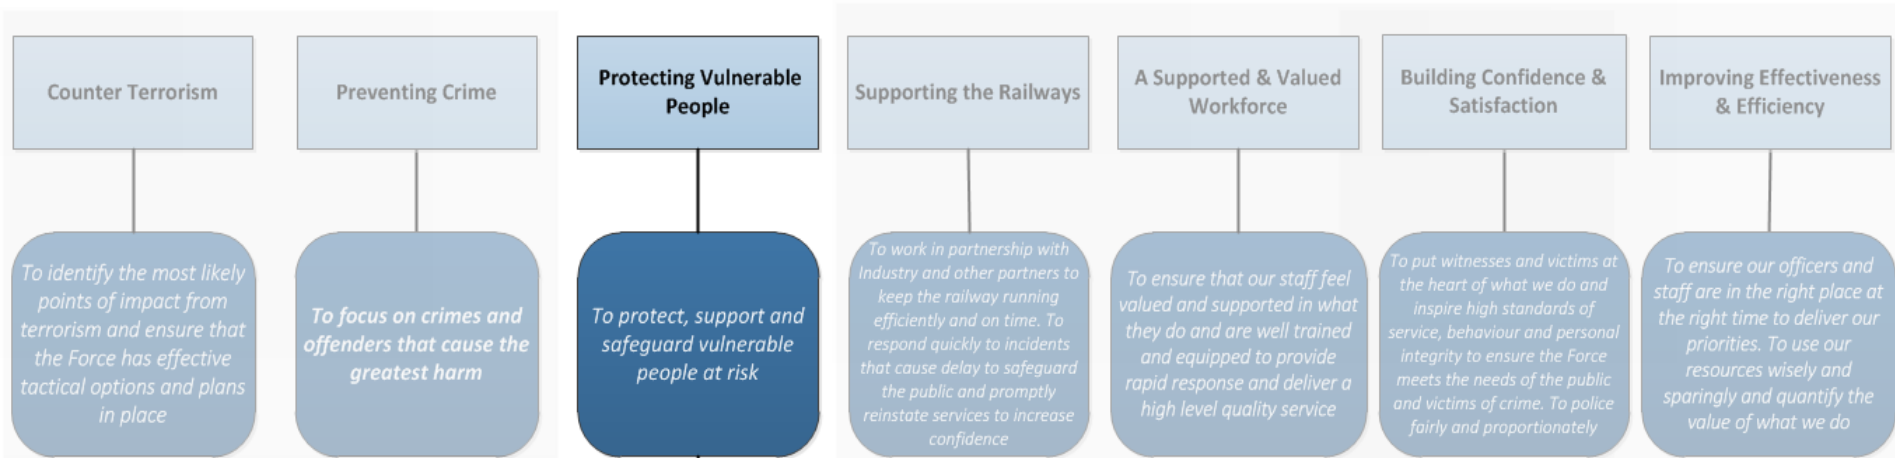 Counter Terrorism
Preventing Crime
Protecting Vulnerable
People
Supporting the Railways
A Supported & Valued
Workforce
Building Confidence &
Satisfaction
Improving Effectiveness
& Efficiency
To identify the most likely
points of impact from
terrorism and ensure that
the Force has effective
tactical options and plans
in place
To focus on crimes and
offenders that cause the
greatest harm
To protect, support and
safeguard vulnerable
people at risk
To work in partnership with
Industry and other partners to
keep the railway running
efficiently and on time. To
respond quickly to incidents
that cause delay to safeguard
the public and promptly
reinstate services to increase
confidence
To ensure that our staff feel
valued and supported in what
they do and are well trained
and equipped to provide
rapid response and deliver a
high level quality service
To put witnesses and victims at
the heart of what we do and
inspire high standards of
service, behaviour and personal
integrity to ensure the Force
meets the needs of the public
and victims of crime. To police
fairly and proportionately
To ensure our officers and
staff are in the right place at
the right time to deliver our
priorities. To use our
resources wisely and
sparingly and quantify the
value of what we do